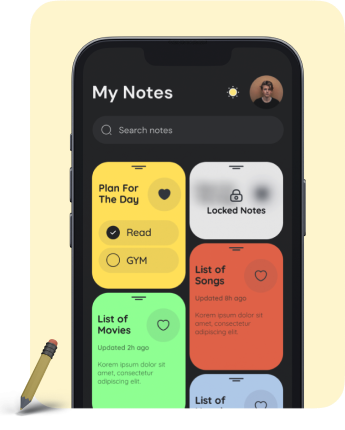 My Notes
Search notes
Plan For
The Day
Read
GYM
Locked Notes
List of
Songs
Updated 8h ago
Korem ipsum dolor sit
amet, consectetur
adipiscing elit.
List of
Movies
Updated 2h ago
Korem ipsum dolor sit
amet, consectetur
adipiscing elit.
List of